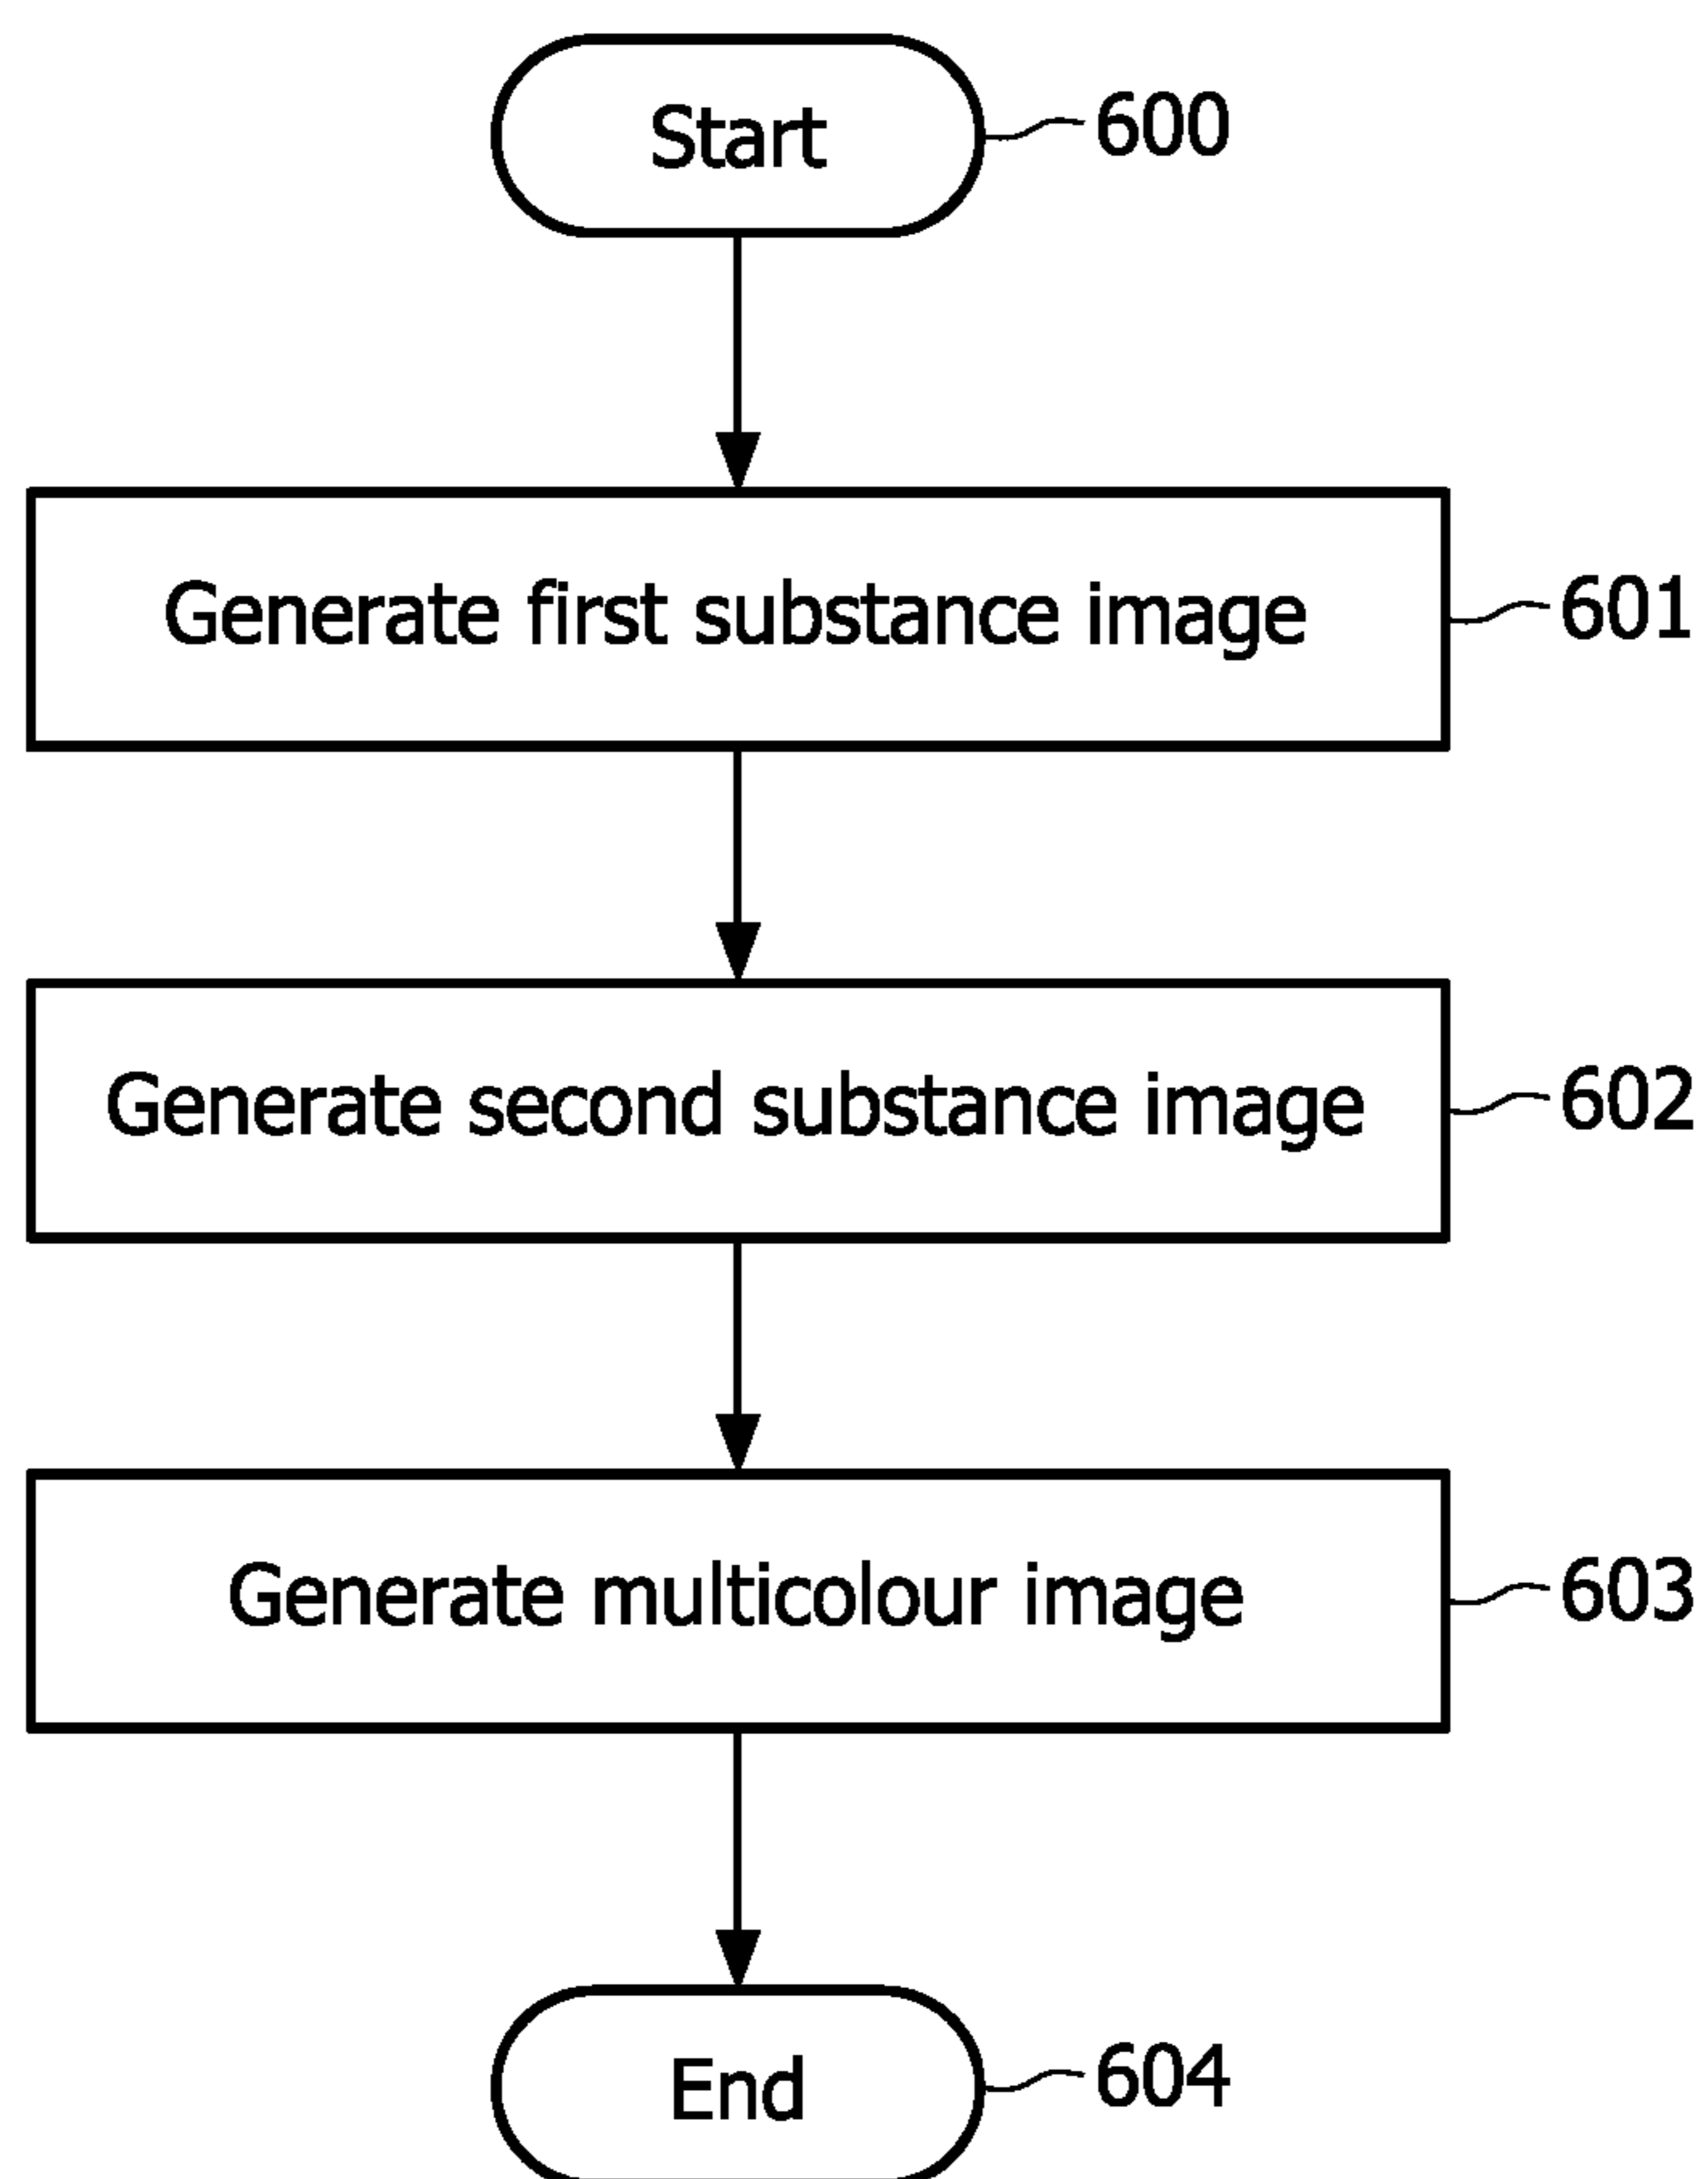 Start 600
Generate first substance image 601
Generate second substance image 602
Generate multicolour image 603
End 604